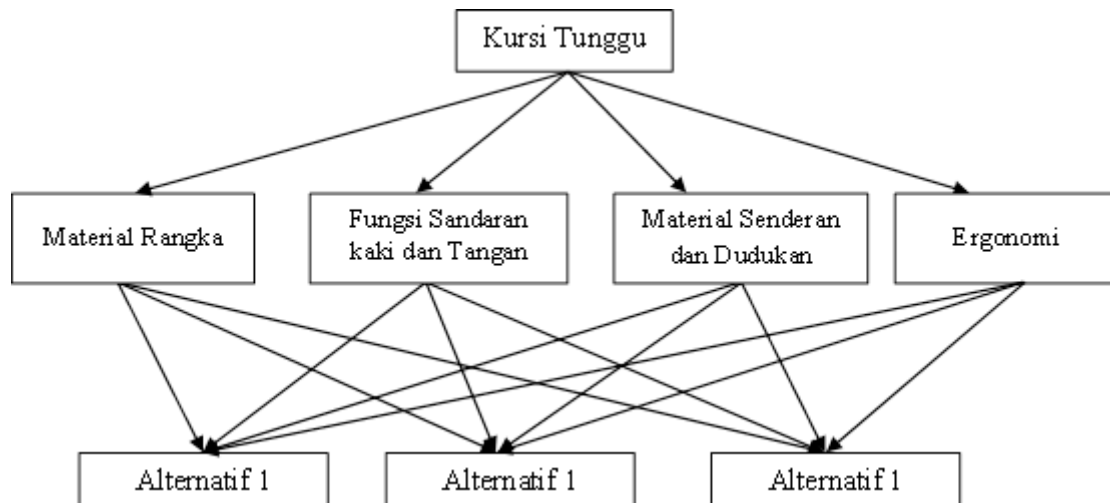 Kursi Tunggu
Material Rangka
Fungsi Sandaran
kaki dan Tangan
Material Senderan
dan Dudukan
Ergonomi
Alternatif 1
Alternatif 1
Alternatif 1